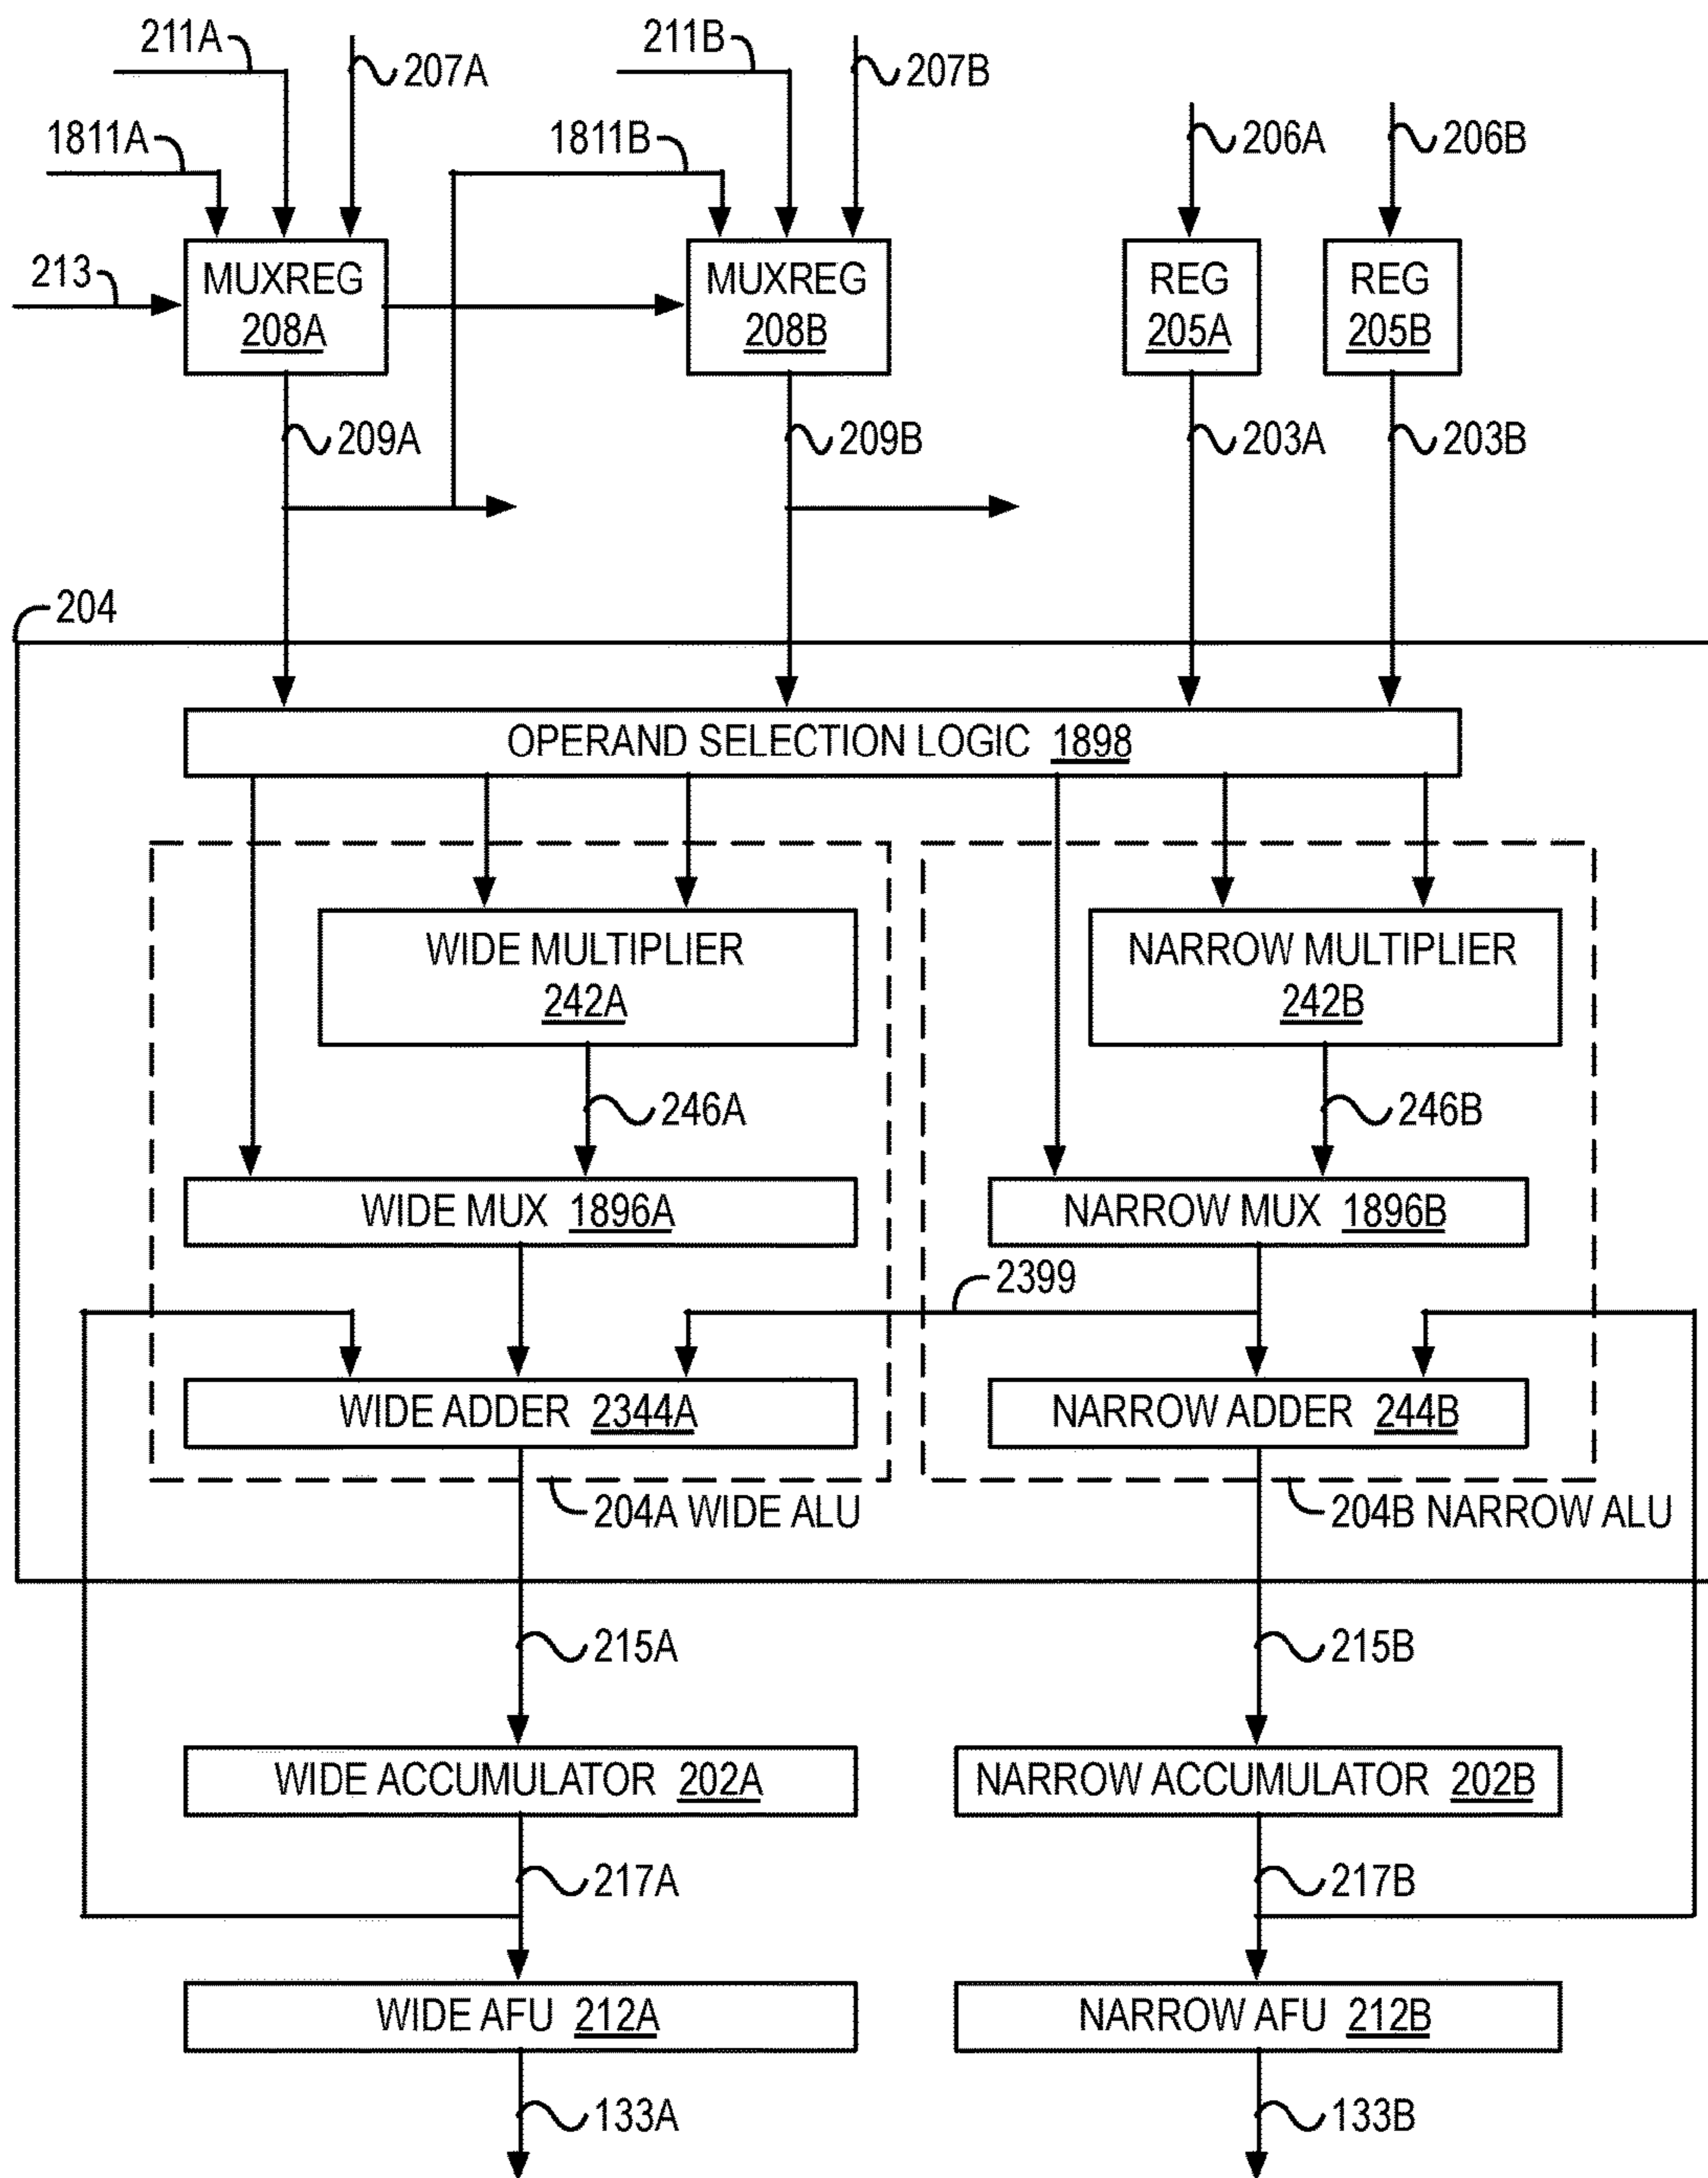 211A
207A
211B
207B
1811A
1811B
206A
206B
213
MUXREG
208A
MUXREG
208B
REG
205A
REG
205B
209A
209B
203A
203B
204
OPERAND SELECTION LOGIC 1898
WIDE MULTIPLIER
242A
NARROW MULTIPLIER
242B
246A
246B
WIDE MUX 1896A
NARROW MUX 1896B
2399
WIDE ADDER 2344A
NARROW ADDER 244B
204A WIDE ALU
204B NARROW ALU
215A
215B
WIDE ACCUMULATOR 202A
NARROW ACCUMULATOR 202B
217A
217B
WIDE AFU 212A
NARROW AFU 212B
133A
133B